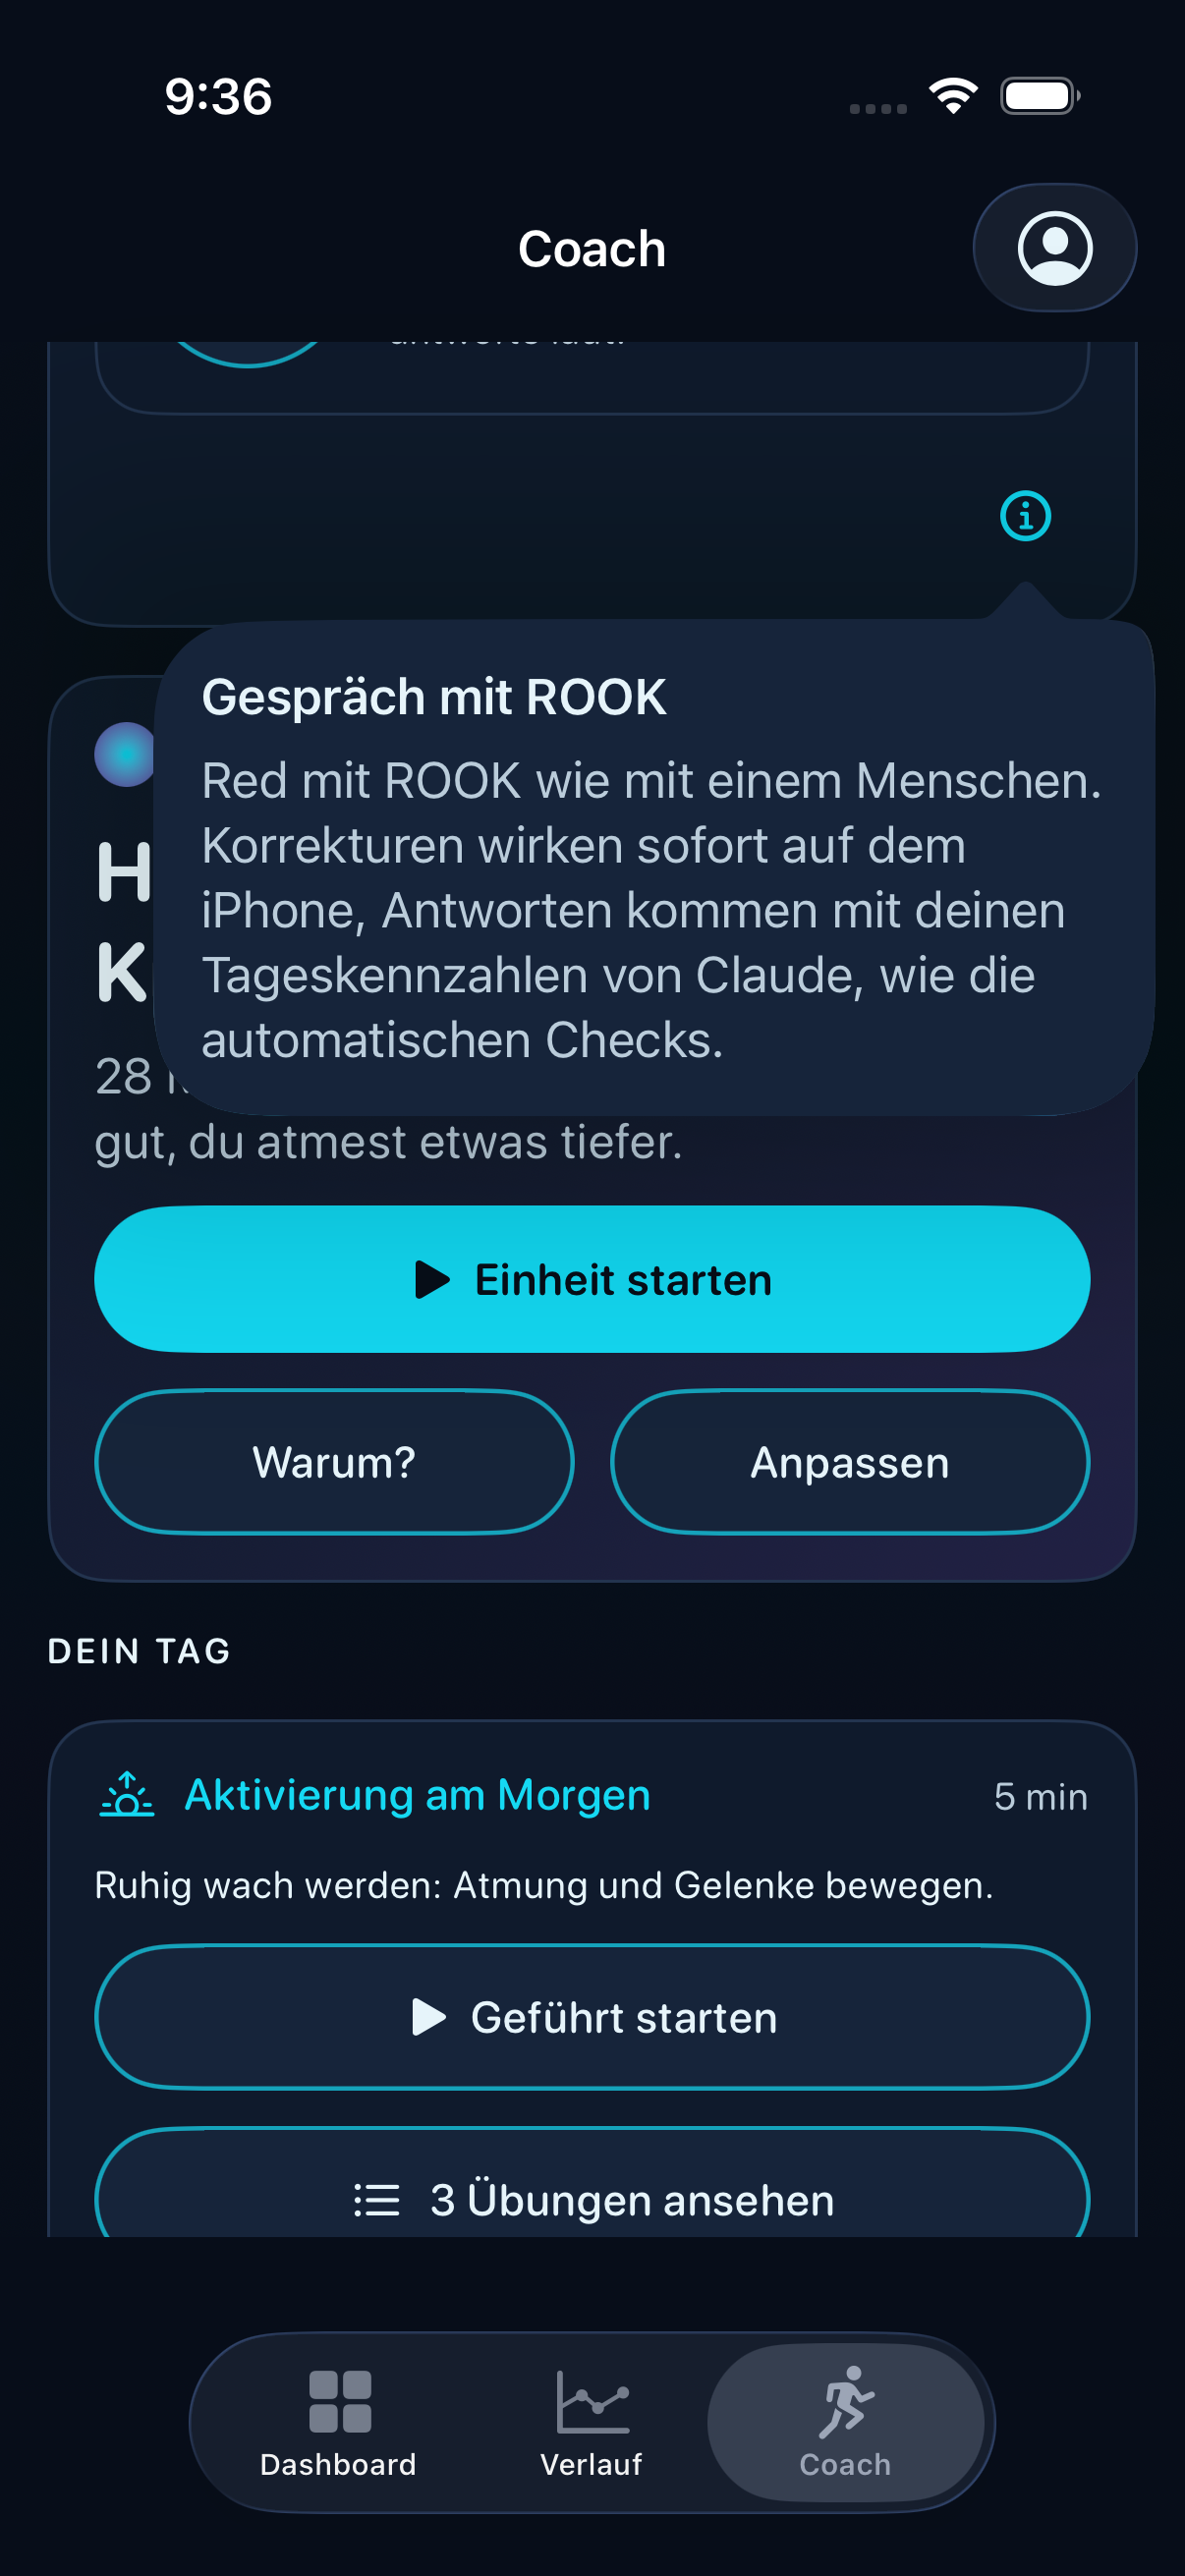 9:36
Coach
Gespräch mit ROOK
Red mit ROOK wie mit einem Menschen.
Korrekturen wirken sofort auf dem
iPhone, Antworten kommen mit deinen
Tageskennzahlen von Claude, wie die
automatischen Checks.
H
K
28
gut, du atmest etwas tiefer.
Einheit starten
Warum?
Anpassen
DEIN TAG
Aktivierung am Morgen
5 min
Ruhig wach werden: Atmung und Gelenke bewegen.
Geführt starten
3 Übungen ansehen
Dashboard
Verlauf
Coach